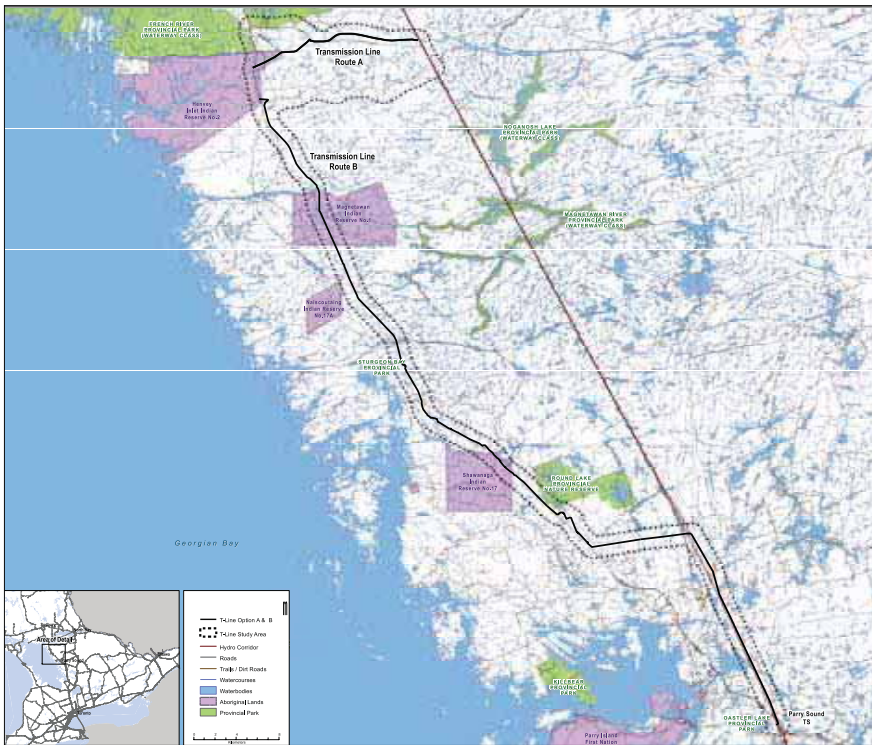 FRENCH RIVER
PROVINCIAL PARK
(WATERWAY CLASS)
Transmission Line
Route A
Henvey
Inlet Indian
Reserve No.2
NOGANOSH LAKE
PROVINCIAL PARK
(WATERWAY CLASS)
Transmission Line
Route B
Magnetawan
Indian
Reserve No.1
MAGNETAWAN RIVER
PROVINCIAL PARK
(WATERWAY CLASS)
Naiscoutaing
Indian Reserve
No.17A
STURGEON BAY
PROVINCIAL
PARK
Shawanaga
Indian
Reserve No.17
ROUND LAKE
PROVINCIAL
NATURE RESERVE
Georgian Bay
KILLBEAR
PROVINCIAL
PARK
OASTLER LAKE
PROVINCIAL
PARK
Parry Sound
TS
Parry Island
First Nation
Area of Detail
T-Line Option A & B
T-Line Study Area
Hydro Corridor
Roads
Trails / Dirt Roads
Watercourses
Waterbodies
Aboriginal Lands
Provincial Park
Kilometers